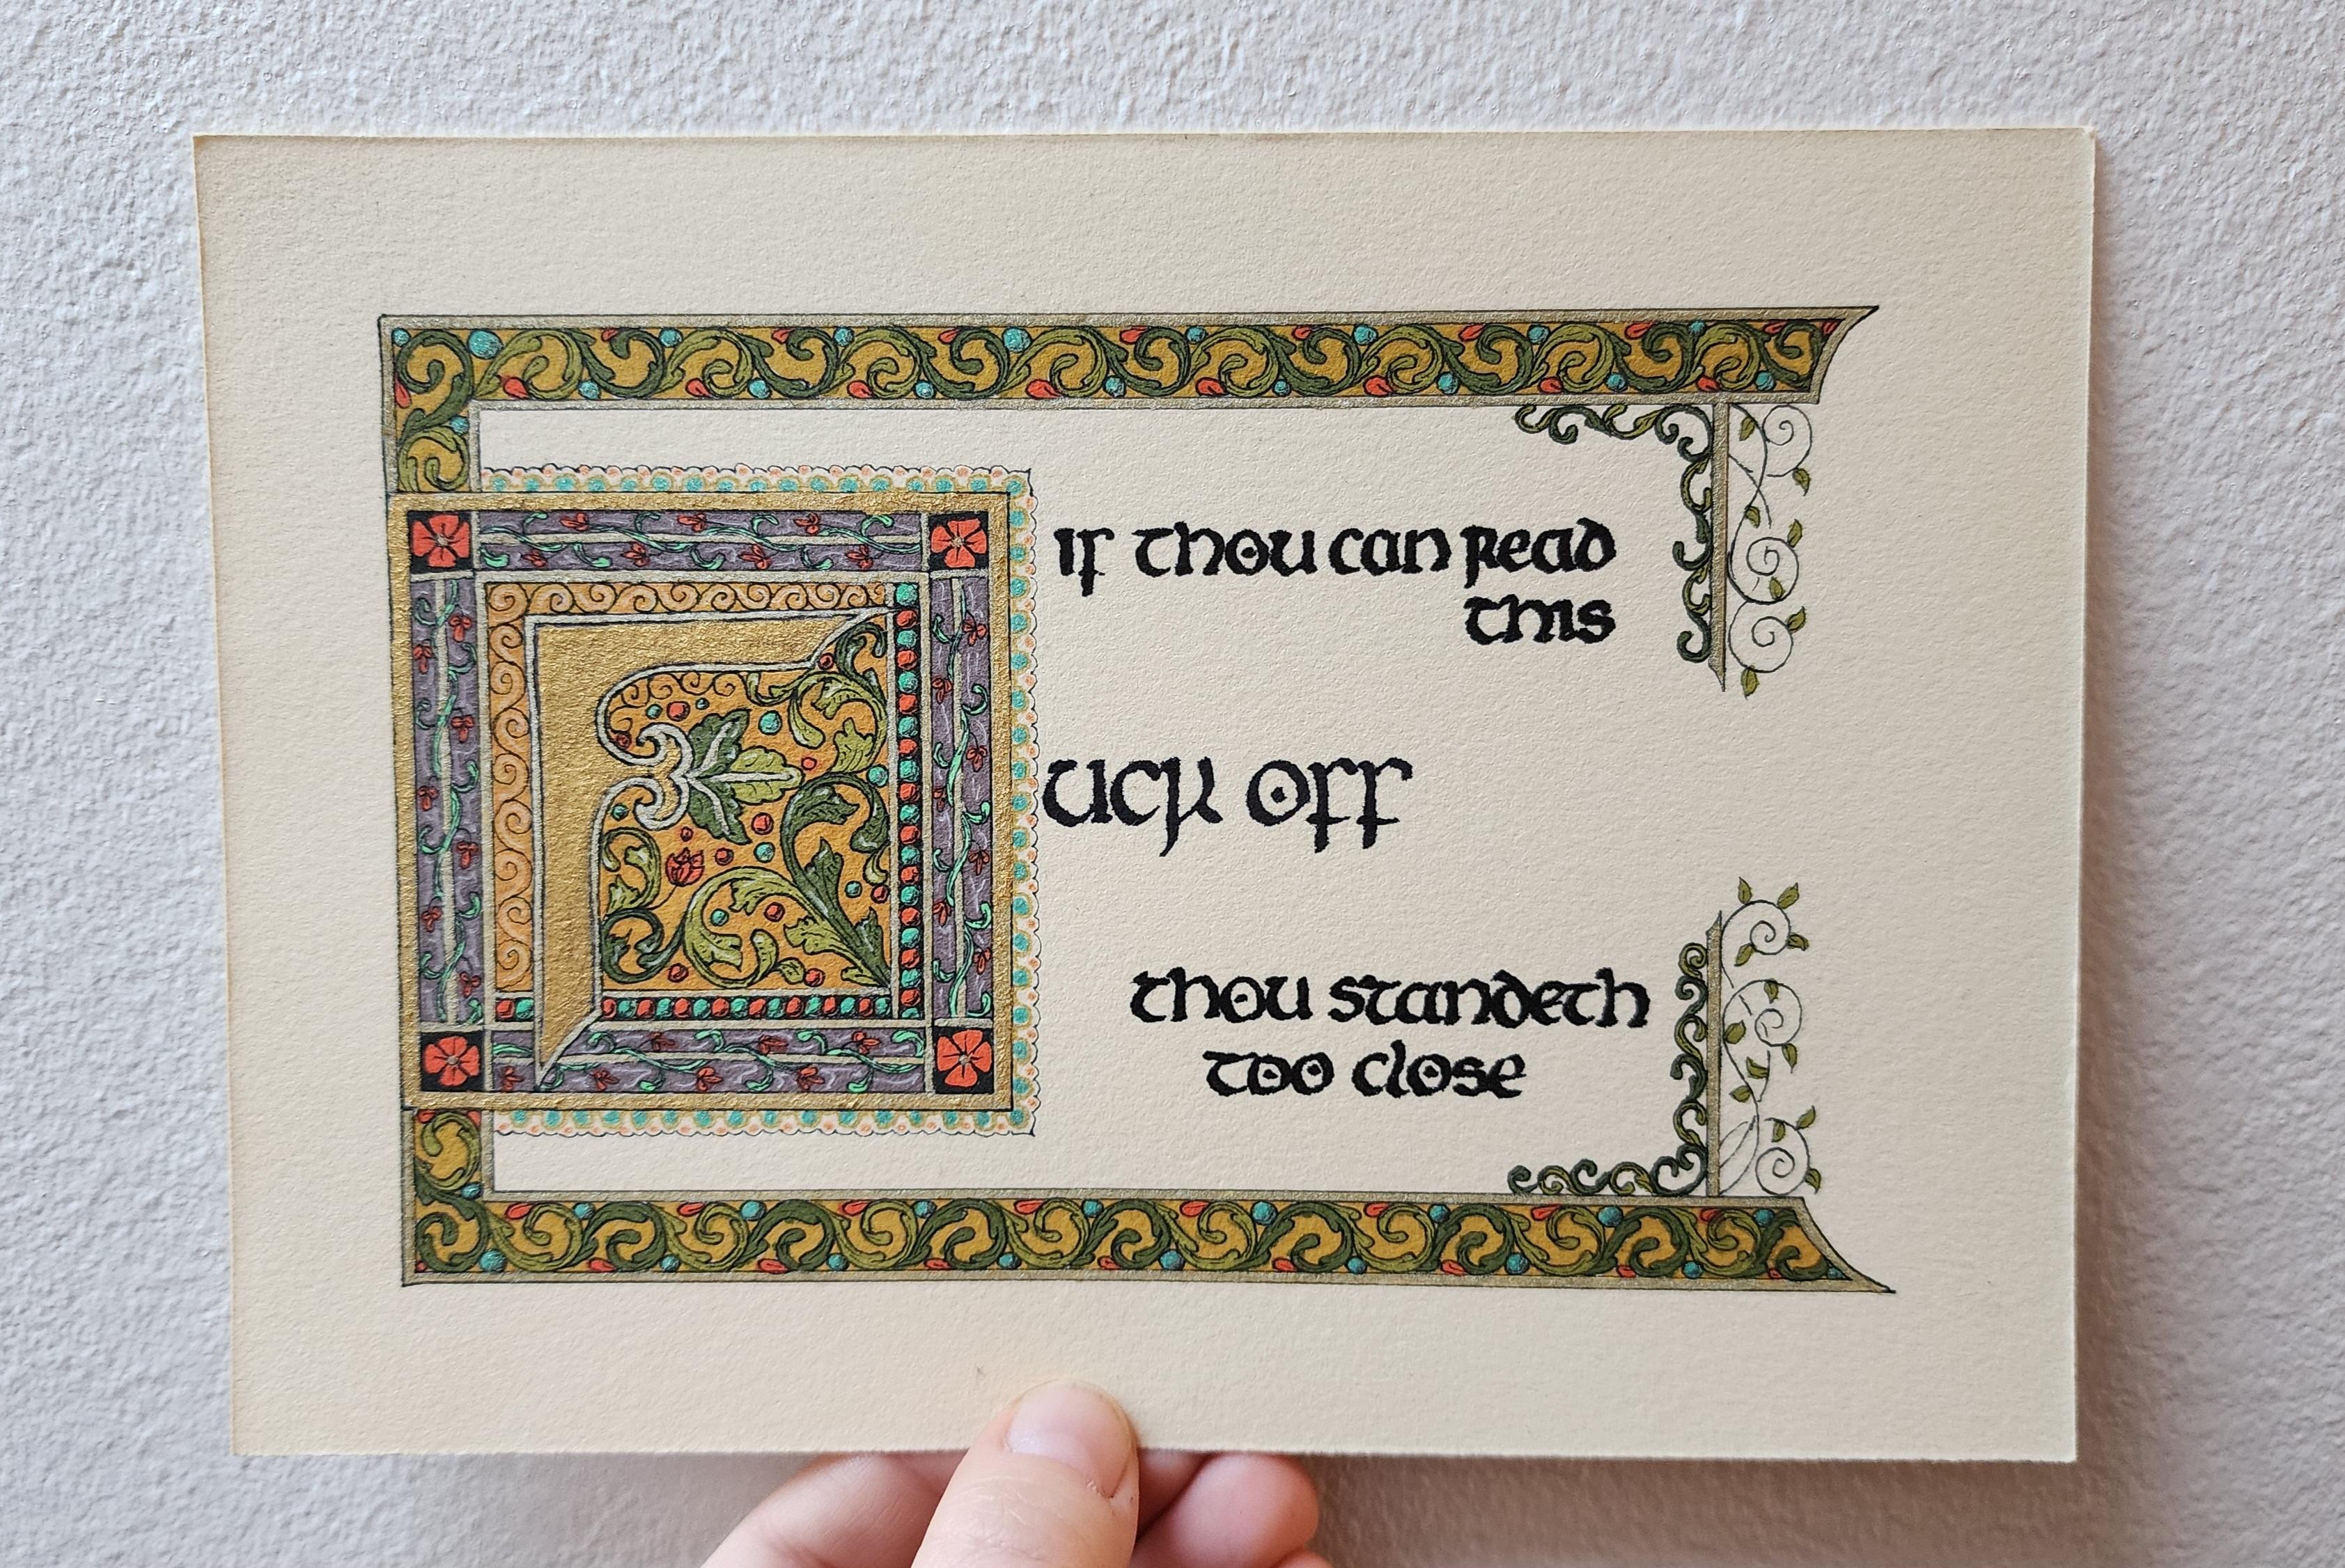 If thou can read
this
Fuck off
thou standeth
too close